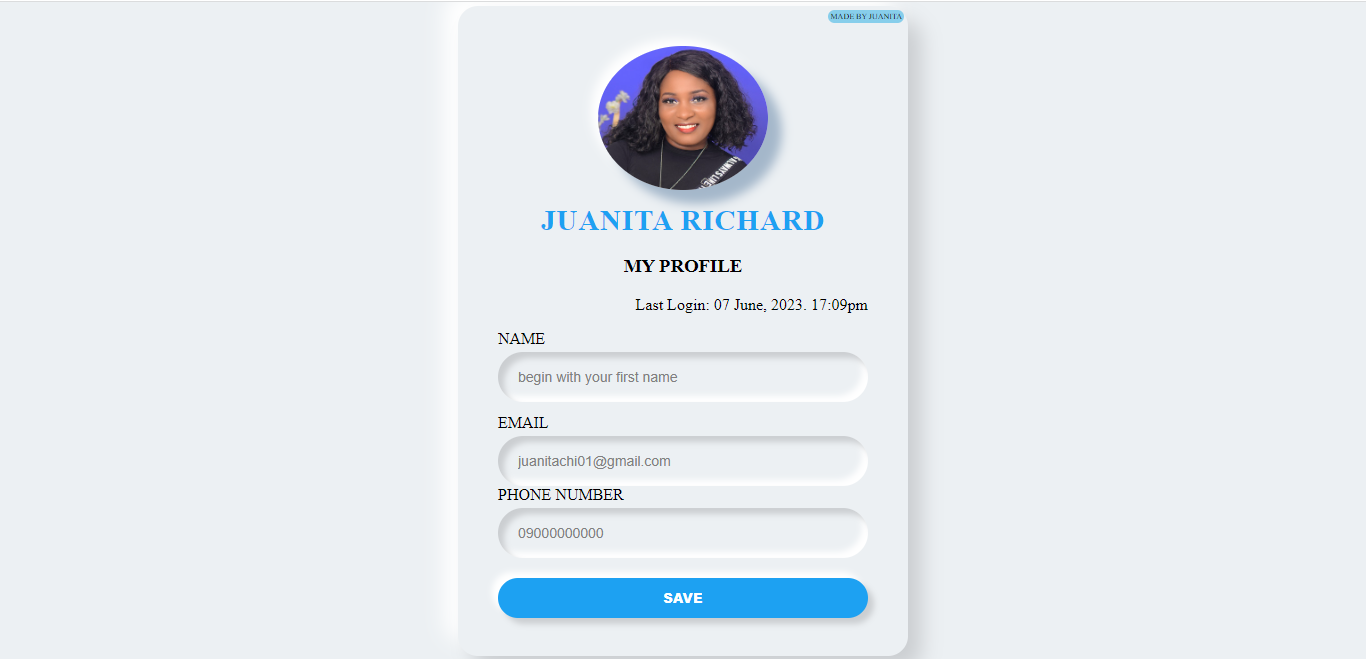 MADE BY JUANITA
JUANITA RICHARD
MY PROFILE
Last Login: 07 June, 2023. 17:09pm
NAME
begin with your first name
EMAIL
juanitachi01@gmail.com
PHONE NUMBER
09000000000
SAVE